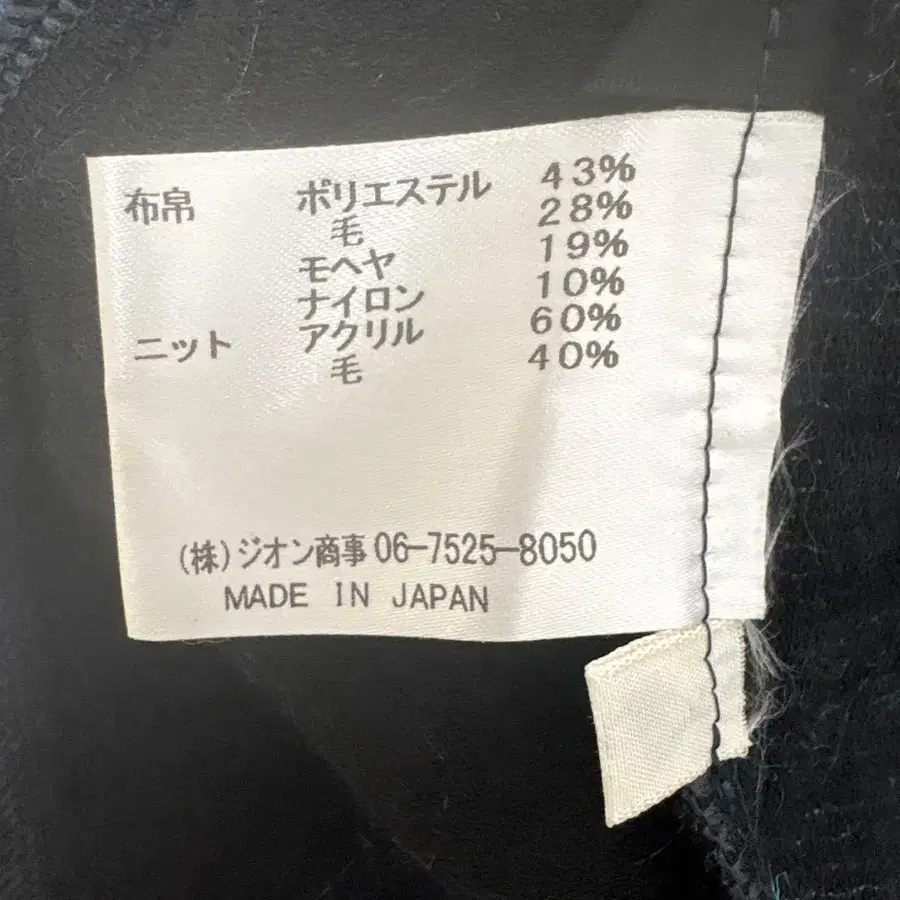 布帛 ポリエステル 43%
毛 28%
モヘヤ 19%
ナイロン 10%
ニット アクリル 60%
毛 40%
(株)ジオン商事 06-7525-8050
MADE IN JAPAN